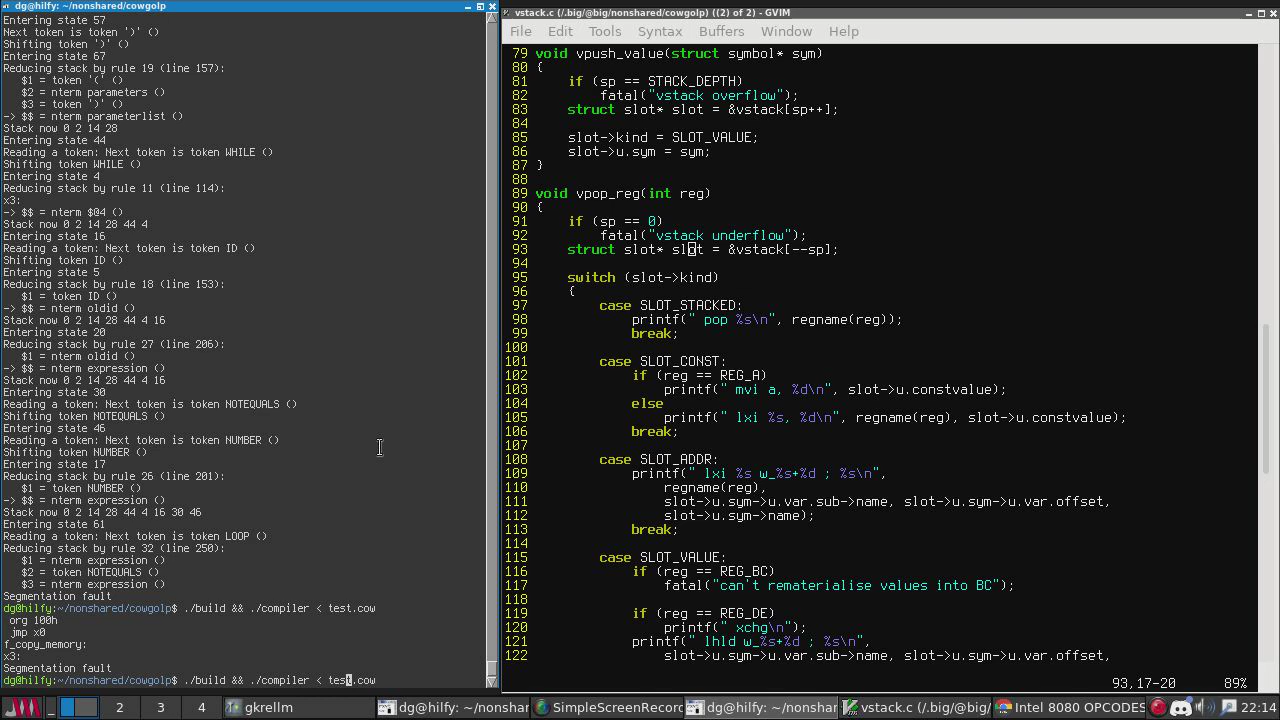 dg@hilfy: ~/nonshared/cowgolp
Entering state 57
Next token is token ')' ()
Shifting token ')' ()
Entering state 67
Reducing stack by rule 19 (line 157):
   $1 = token '(' ()
   $2 = nterm parameters ()
   $3 = token ')' ()
-> $$ = nterm parameterlist ()
Stack now 0 2 14 28
Entering state 44
Reading a token: Next token is token WHILE ()
Shifting token WHILE ()
Entering state 4
Reducing stack by rule 11 (line 114):
x3:
-> $$ = nterm $@4 ()
Stack now 0 2 14 28 44 4
Entering state 16
Reading a token: Next token is token ID ()
Shifting token ID ()
Entering state 5
Reducing stack by rule 18 (line 153):
   $1 = token ID ()
-> $$ = nterm oldid ()
Stack now 0 2 14 28 44 4 16
Entering state 20
Reducing stack by rule 27 (line 206):
   $1 = nterm oldid ()
-> $$ = nterm expression ()
Stack now 0 2 14 28 44 4 16
Entering state 30
Reading a token: Next token is token NOTEQUALS ()
Shifting token NOTEQUALS ()
Entering state 46
Reading a token: Next token is token NUMBER ()
Shifting token NUMBER ()
Entering state 17
Reducing stack by rule 26 (line 201):
   $1 = token NUMBER ()
-> $$ = nterm expression ()
Stack now 0 2 14 28 44 4 16 30 46
Entering state 61
Reading a token: Next token is token LOOP ()
Reducing stack by rule 32 (line 250):
   $1 = nterm expression ()
   $2 = token NOTEQUALS ()
   $3 = nterm expression ()
Segmentation fault
dg@hilfy:~/nonshared/cowgolp$ ./build && ./compiler < test.cow
 org 100h
 jmp x0
f_copy_memory:
x3:
Segmentation fault
dg@hilfy:~/nonshared/cowgolp$ ./build && ./compiler < test.cow
vstack.c (/.big/@big/nonshared/cowgolp) ((2) of 2) - GVIM
File Edit Tools Syntax Buffers Window Help
79 void vpush_value(struct symbol* sym)
80 {
81     if (sp == STACK_DEPTH)
82         fatal("vstack overflow");
83     struct slot* slot = &vstack[sp++];
84
85     slot->kind = SLOT_VALUE;
86     slot->u.sym = sym;
87 }
88
89 void vpop_reg(int reg)
90 {
91     if (sp == 0)
92         fatal("vstack underflow");
93     struct slot* slot = &vstack[--sp];
94
95     switch (slot->kind)
96     {
97         case SLOT_STACKED:
98             printf(" pop %s\n", regname(reg));
99             break;
100
101         case SLOT_CONST:
102             if (reg == REG_A)
103                 printf(" mvi a, %d\n", slot->u.constvalue);
104             else
105                 printf(" lxi %s, %d\n", regname(reg), slot->u.constvalue);
106             break;
107
108         case SLOT_ADDR:
109             printf(" lxi %s w_%s+%d ; %s\n",
110                 regname(reg),
111                 slot->u.sym->u.var.sub->name, slot->u.sym->u.var.offset,
112                 slot->u.sym->name);
113             break;
114
115         case SLOT_VALUE:
116             if (reg == REG_BC)
117                 fatal("can't rematerialise values into BC");
118
119             if (reg == REG_DE)
120                 printf(" xchg\n");
121             printf(" lhld w_%s+%d ; %s\n",
122                 slot->u.sym->u.var.sub->name, slot->u.sym->u.var.offset,
93,17-20 89%
2 3 4 gkrellm dg@hilfy: ~/nonshar SimpleScreenRecor dg@hilfy: ~/nonshar vstack.c (/.big/@big/ Intel 8080 OPCODES 22:14